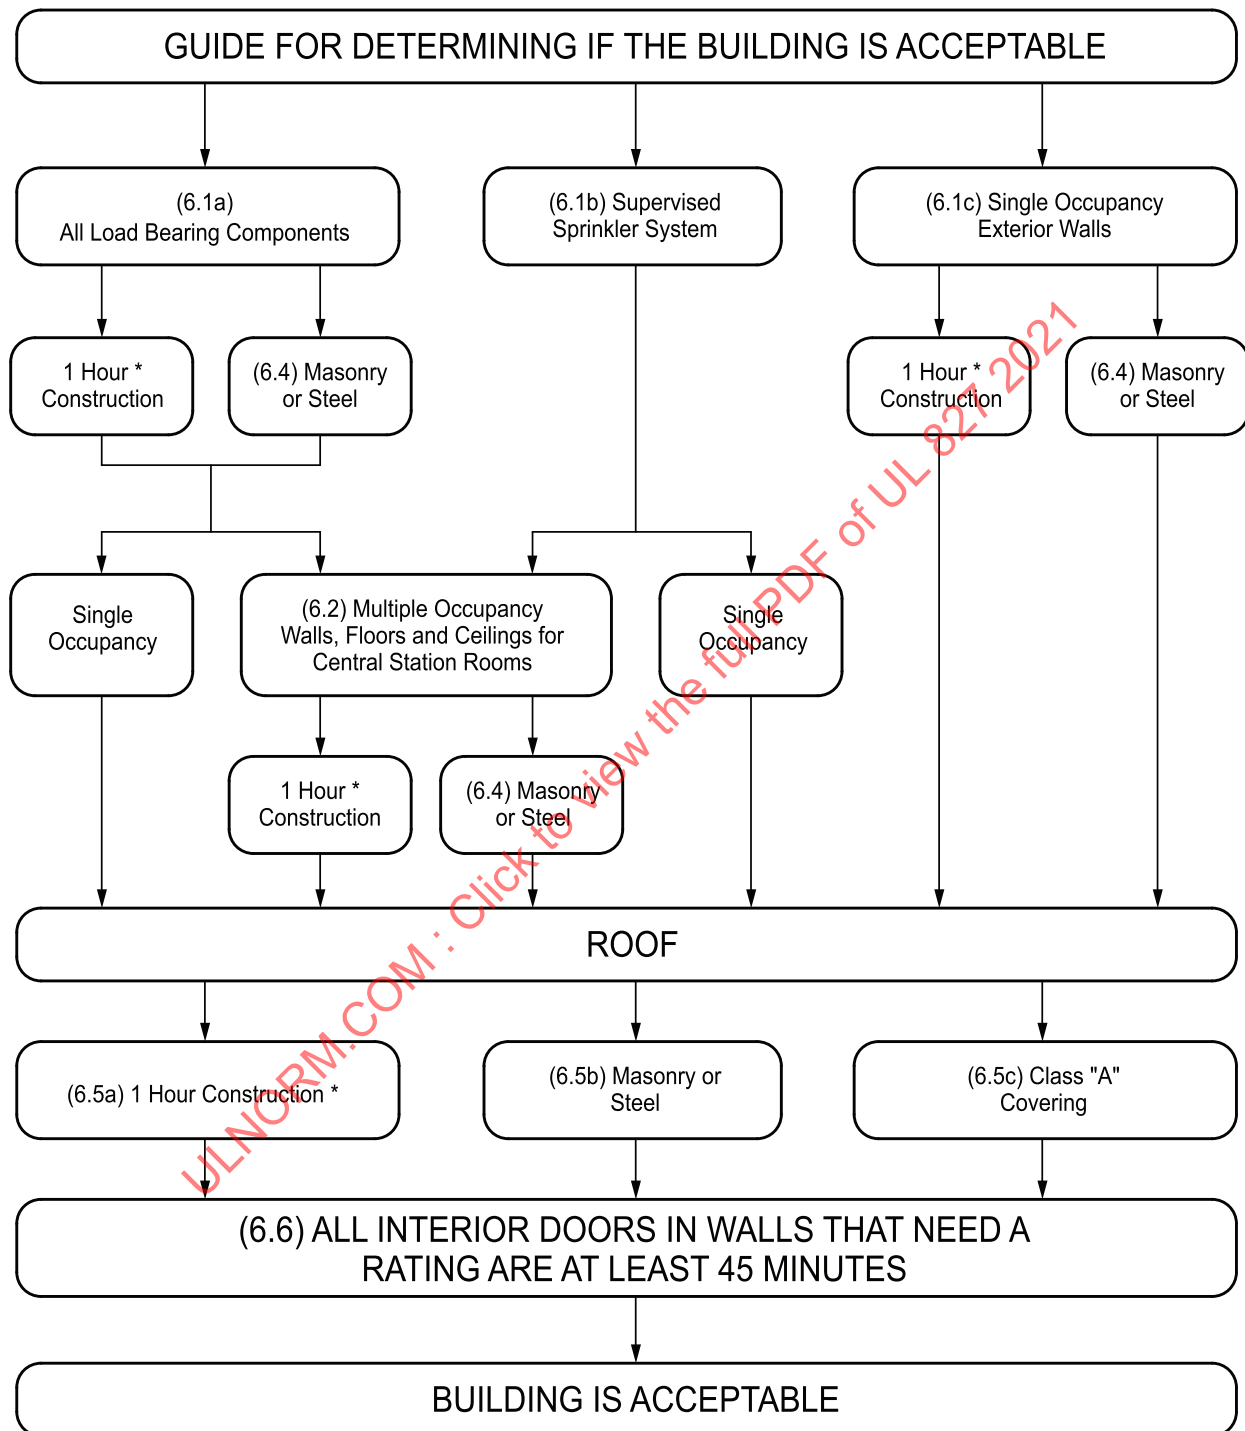 GUIDE FOR DETERMINING IF THE BUILDING IS ACCEPTABLE
(6.1a)
All Load Bearing Components
(6.1b) Supervised
Sprinkler System
(6.1c) Single Occupancy
Exterior Walls
1 Hour *
Construction
(6.4) Masonry
or Steel
1 Hour *
Construction
(6.4) Masonry
or Steel
Single
Occupancy
(6.2) Multiple Occupancy
Walls, Floors and Ceilings for
Central Station Rooms
Single
Occupancy
1 Hour *
Construction
(6.4) Masonry
or Steel
ROOF
(6.5a) 1 Hour Construction *
(6.5b) Masonry or
Steel
(6.5c) Class "A"
Covering
(6.6) ALL INTERIOR DOORS IN WALLS THAT NEED A
RATING ARE AT LEAST 45 MINUTES
BUILDING IS ACCEPTABLE
ULNORM.COM : Click to view the full PDF of UL 827 2021